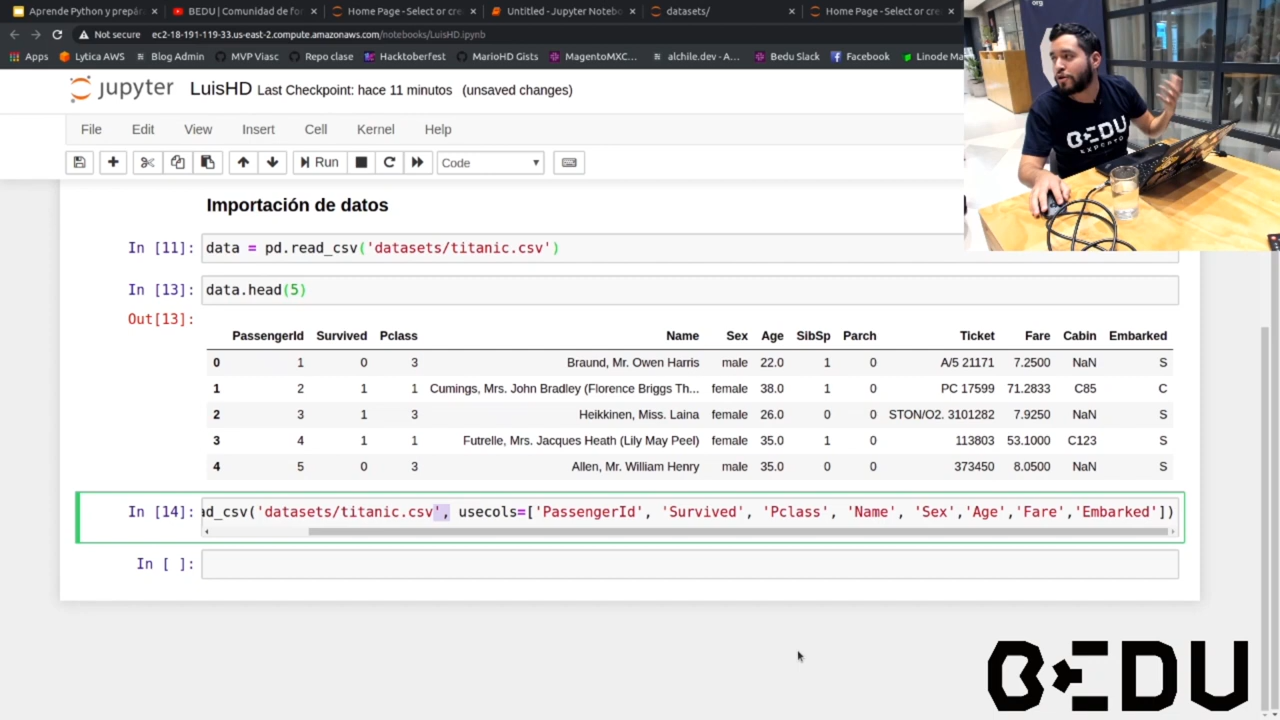 Aprende Python y prepár
BEDU | Comunidad de for
Home Page - Select or cre
Untitled - Jupyter Notebo
datasets/
Home Page - Select or cre
Not secure
ec2-18-191-119-33.us-east-2.compute.amazonaws.com/notebooks/LuisHD.ipynb
Apps
Lytica AWS
Blog Admin
MVP Viasc
Repo clase
Hacktoberfest
MarioHD Gists
MagentoMXC...
alchile.dev - A...
Bedu Slack
Facebook
Linode Ma
org
jupyter LuisHD Last Checkpoint: hace 11 minutos (unsaved changes)
File Edit View Insert Cell Kernel Help
Run
Code
BEDU
Importación de datos
In [11]: data = pd.read_csv('datasets/titanic.csv')
In [13]: data.head(5)
Out[13]:
PassengerId Survived Pclass Name Sex Age SibSp Parch Ticket Fare Cabin Embarked
0 1 0 3 Braund, Mr. Owen Harris male 22.0 1 0 A/5 21171 7.2500 NaN S
1 2 1 1 Cumings, Mrs. John Bradley (Florence Briggs Th... female 38.0 1 0 PC 17599 71.2833 C85 C
2 3 1 3 Heikkinen, Miss. Laina female 26.0 0 0 STON/O2. 3101282 7.9250 NaN S
3 4 1 1 Futrelle, Mrs. Jacques Heath (Lily May Peel) female 35.0 1 0 113803 53.1000 C123 S
4 5 0 3 Allen, Mr. William Henry male 35.0 0 0 373450 8.0500 NaN S
In [14]: ad_csv('datasets/titanic.csv', usecols=['PassengerId', 'Survived', 'Pclass', 'Name', 'Sex','Age','Fare','Embarked'])
In [ ]:
BEDU